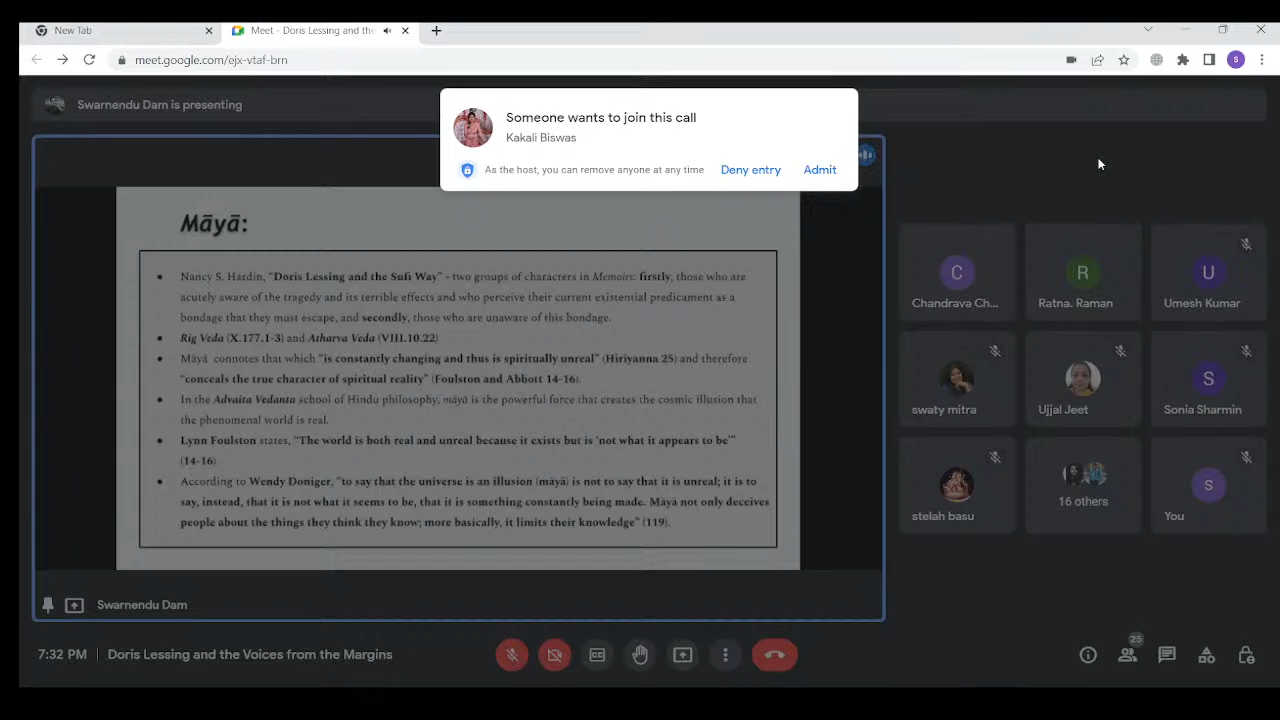 New Tab
Meet - Doris Lessing and the
meet.google.com/ejx-vtaf-brn
S
Swarnendu Dam is presenting
Someone wants to join this call
Kakali Biswas
As the host, you can remove anyone at any time
Deny entry
Admit
Māyā:
• Nancy S. Hardin, "Doris Lessing and the Sufi Way" - two groups of characters in Memoirs: firstly, those who are
acutely aware of the tragedy and its terrible effects and who perceive their current existential predicament as a
bondage that they must escape, and secondly, those who are unaware of this bondage.
• Rig Veda (X.177.1-3) and Atharva Veda (VIII.10.22)
• Māyā connotes that which "is constantly changing and thus is spiritually unreal" (Hiriyanna 25) and therefore
"conceals the true character of spiritual reality" (Foulston and Abbott 14-16).
• In the Advaita Vedanta school of Hindu philosophy, māyā is the powerful force that creates the cosmic illusion that
the phenomenal world is real.
• Lynn Foulston states, "The world is both real and unreal because it exists but is 'not what it appears to be'"
(14-16).
• According to Wendy Doniger, "to say that the universe is an illusion (māyā) is not to say that it is unreal; it is to
say, instead, that it is not what it seems to be, that it is something constantly being made. Māyā not only deceives
people about the things they think they know; more basically, it limits their knowledge" (119).
Swarnendu Dam
C
Chandrava Ch...
R
Ratna. Raman
U
Umesh Kumar
swaty mitra
Ujjal Jeet
S
Sonia Sharmin
stelah basu
16 others
S
You
7:32 PM | Doris Lessing and the Voices from the Margins
CC
25